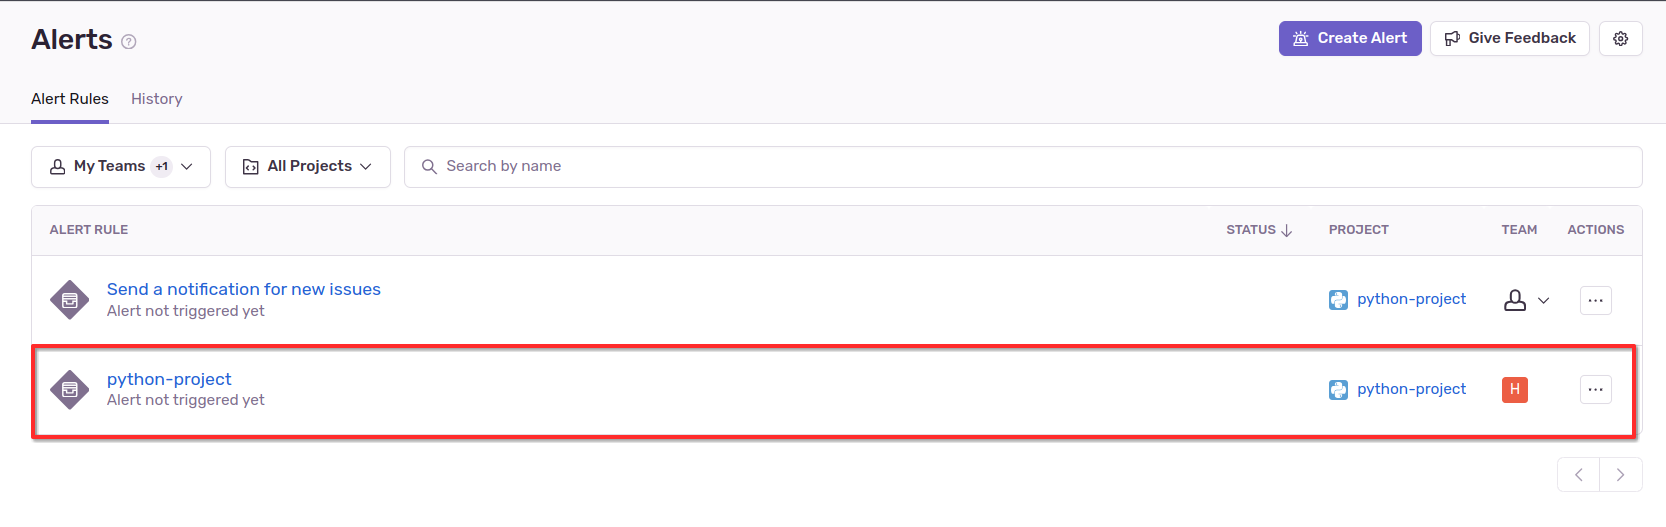 Alerts ?
Create Alert
Give Feedback
Alert Rules
History
My Teams +1
All Projects
Search by name
ALERT RULE
STATUS
PROJECT
TEAM
ACTIONS
Send a notification for new issues
Alert not triggered yet
python-project
...
python-project
Alert not triggered yet
python-project
H
...